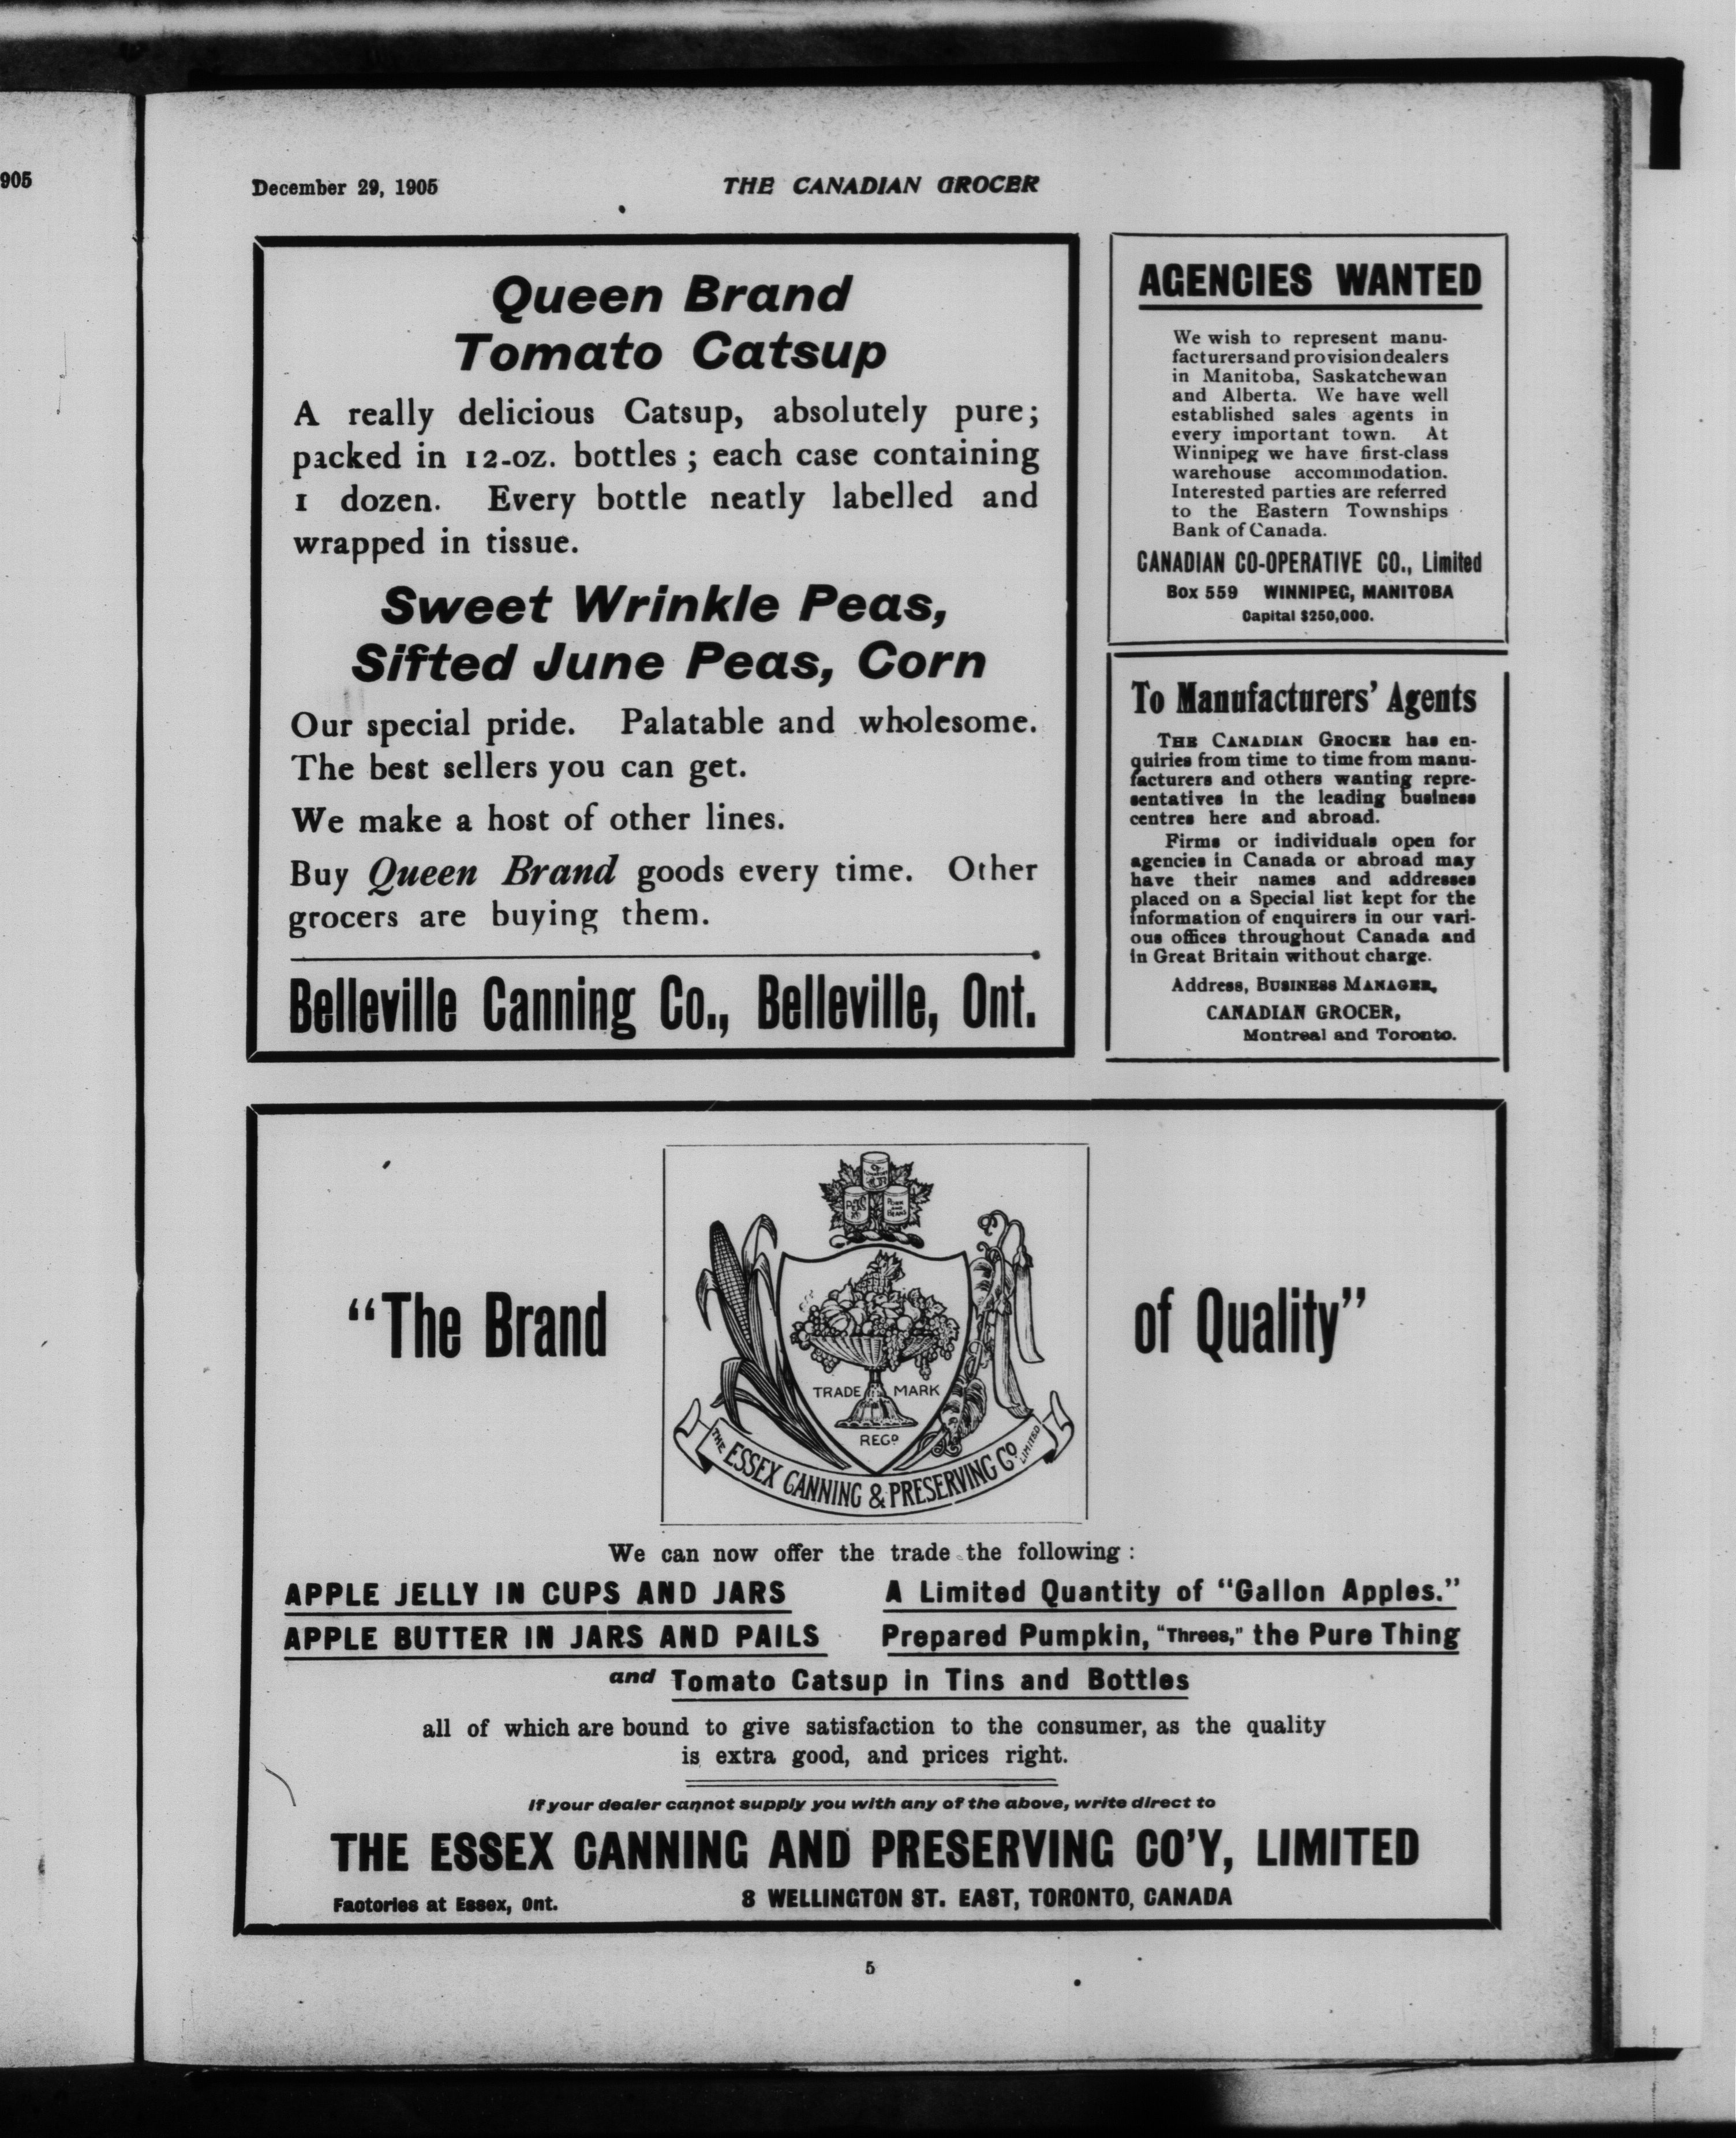 905
December 29, 1905
THE CANADIAN GROCER
Queen Brand
Tomato Catsup
A really delicious Catsup, absolutely pure;
packed in 12-oz. bottles; each case containing
1 dozen. Every bottle neatly labelled and
wrapped in tissue.
Sweet Wrinkle Peas,
Sifted June Peas, Corn
Our special pride. Palatable and wholesome.
The best sellers you can get.
We make a host of other lines.
Buy Queen Brand goods every time. Other
grocers are buying them.
Belleville Canning Co., Belleville, Ont.
AGENCIES WANTED
We wish to represent manu-
facturers and provision dealers
in Manitoba, Saskatchewan
and Alberta. We have well
established sales agents in
every important town. At
Winnipeg we have first-class
warehouse accommodation.
Interested parties are referred
to the Eastern Townships
Bank of Canada.
CANADIAN CO-OPERATIVE CO., Limited
Box 559 WINNIPEG, MANITOBA
Capital $250,000.
To Manufacturers' Agents
THE CANADIAN GROCER has en-
quiries from time to time from manu-
facturers and others wanting repre-
sentatives in the leading business
centres here and abroad.
Firms or individuals open for
agencies in Canada or abroad may
have their names and addresses
placed on a Special list kept for the
information of enquirers in our vari-
ous offices throughout Canada and
in Great Britain without charge.
Address, BUSINESS MANAGER,
CANADIAN GROCER,
Montreal and Toronto.
"The Brand
of Quality"
PEAS
PORK
AND
BEANS
TRADE MARK
REGD
THE ESSEX CANNING & PRESERVING CO LIMITED
We can now offer the trade the following:
APPLE JELLY IN CUPS AND JARS
A Limited Quantity of "Gallon Apples."
APPLE BUTTER IN JARS AND PAILS
Prepared Pumpkin, "Threes," the Pure Thing
and Tomato Catsup in Tins and Bottles
all of which are bound to give satisfaction to the consumer, as the quality
is extra good, and prices right.
If your dealer cannot supply you with any of the above, write direct to
THE ESSEX CANNING AND PRESERVING CO'Y, LIMITED
Factories at Essex, Ont.
8 WELLINGTON ST. EAST, TORONTO, CANADA
5